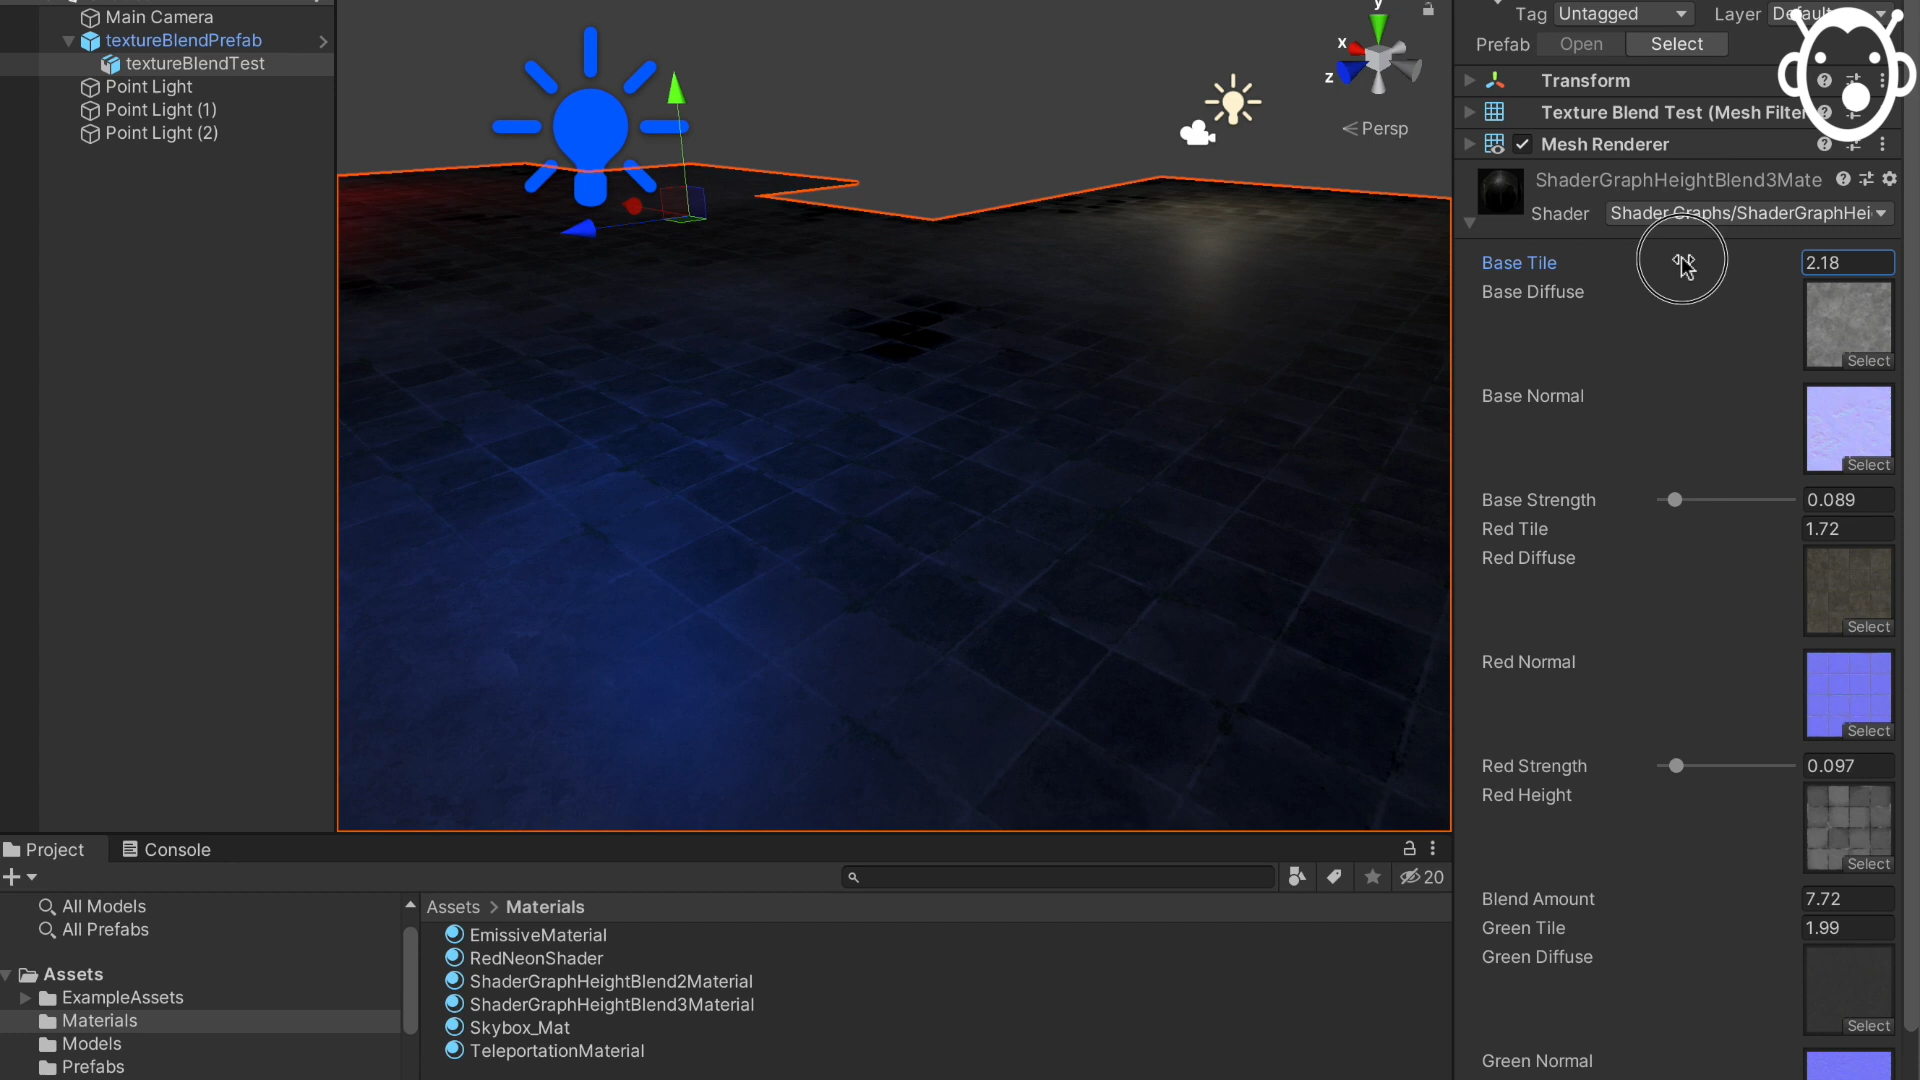 Main Camera
textureBlendPrefab
textureBlendTest
Point Light
Point Light (1)
Point Light (2)
y
x
z
Persp
Tag Untagged Layer Default
Prefab Open Select
Transform
Texture Blend Test (Mesh Filter
Mesh Renderer
ShaderGraphHeightBlend3Mate
Shader Shader Graphs/ShaderGraphHei
Base Tile 2.18
Base Diffuse
Select
Base Normal
Select
Base Strength 0.089
Red Tile 1.72
Red Diffuse
Select
Red Normal
Select
Red Strength 0.097
Red Height
Select
Blend Amount 7.72
Green Tile 1.99
Green Diffuse
Select
Green Normal
Project Console
20
All Models
All Prefabs
Assets
ExampleAssets
Materials
Models
Prefabs
Assets > Materials
EmissiveMaterial
RedNeonShader
ShaderGraphHeightBlend2Material
ShaderGraphHeightBlend3Material
Skybox_Mat
TeleportationMaterial